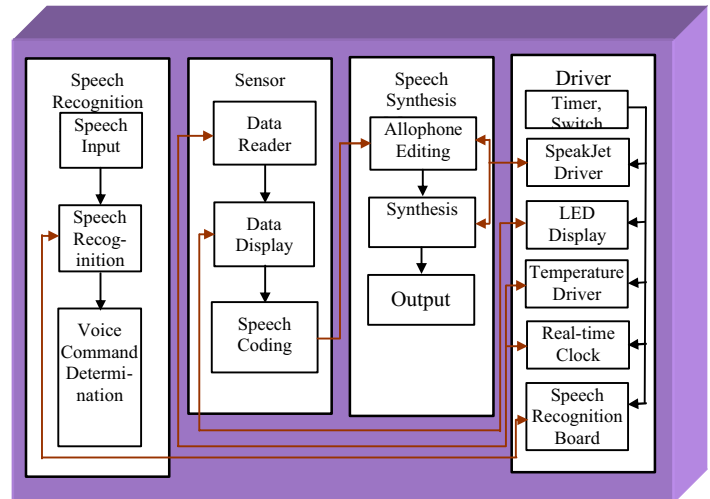 Speech
Recognition
Speech
Input
Speech
Recog-
inition
Voice
Command
Determi-
nation
Sensor
Data
Reader
Data
Display
Speech
Coding
Speech
Synthesis
Allophone
Editing
Synthesis
Output
Driver
Timer,
Switch
SpeakJet
Driver
LED
Display
Temperature
Driver
Real-time
Clock
Speech
Recognition
Board